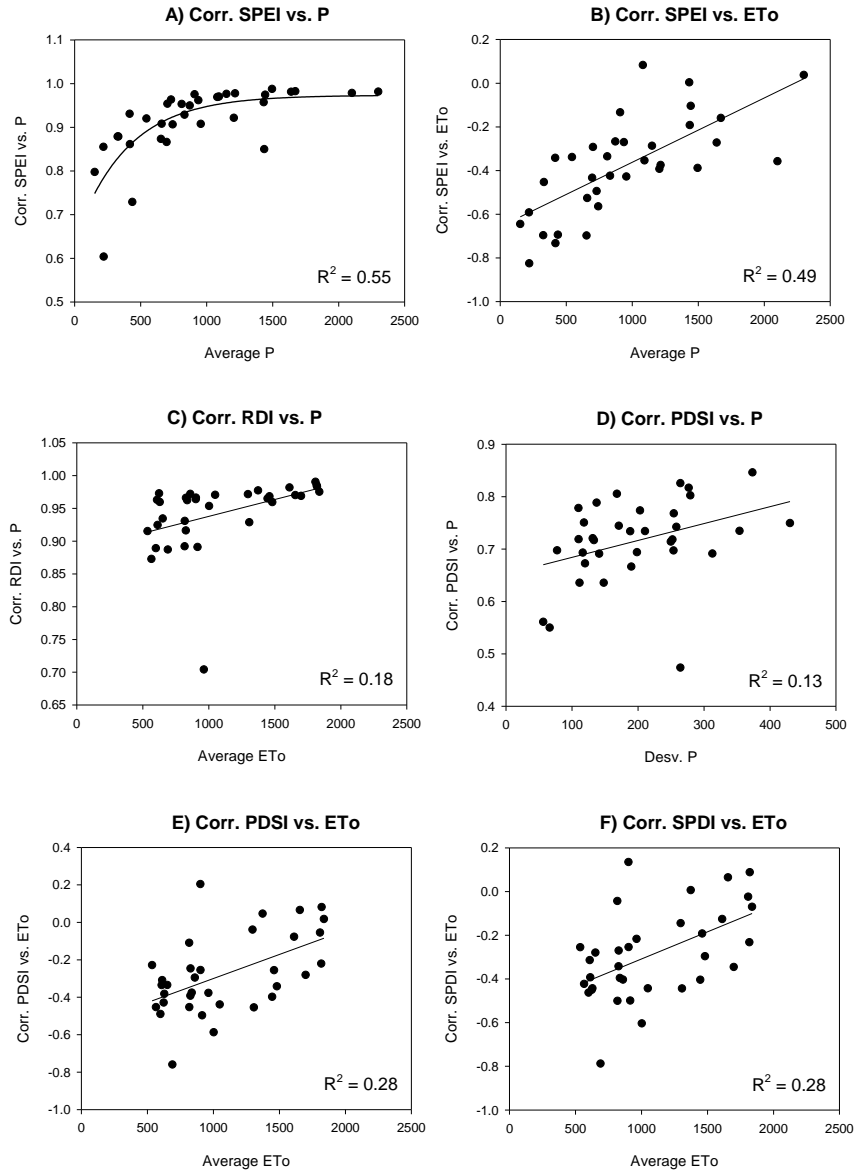 A) Corr. SPEI vs. P
Corr. SPEI vs. P
1.1
1.0
0.9
0.8
0.7
0.6
0.5
R² = 0.55
0 500 1000 1500 2000 2500
Average P
B) Corr. SPEI vs. ETo
Corr. SPEI vs. ETo
0.2
0.0
-0.2
-0.4
-0.6
-0.8
-1.0
R² = 0.49
0 500 1000 1500 2000 2500
Average P
C) Corr. RDI vs. P
Corr. RDI vs. P
1.05
1.00
0.95
0.90
0.85
0.80
0.75
0.70
0.65
R² = 0.18
0 500 1000 1500 2000 2500
Average ETo
D) Corr. PDSI vs. P
Corr. PDSI vs. P
0.9
0.8
0.7
0.6
0.5
0.4
R² = 0.13
0 100 200 300 400 500
Desv. P
E) Corr. PDSI vs. ETo
Corr. PDSI vs. ETo
0.4
0.2
0.0
-0.2
-0.4
-0.6
-0.8
-1.0
R² = 0.28
0 500 1000 1500 2000 2500
Average ETo
F) Corr. SPDI vs. ETo
Corr. SPDI vs. ETo
0.2
0.0
-0.2
-0.4
-0.6
-0.8
-1.0
R² = 0.28
0 500 1000 1500 2000 2500
Average ETo